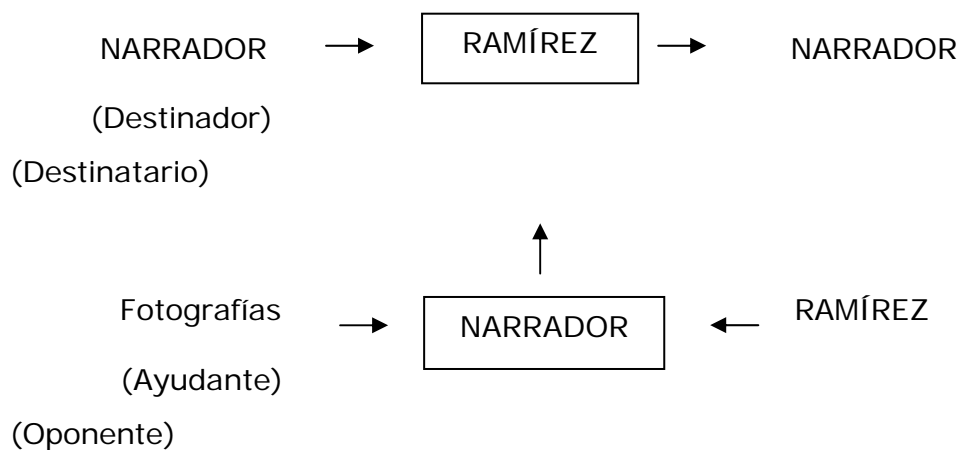 NARRADOR RAMÍREZ NARRADOR
(Destinador)
(Destinatario)
Fotografías NARRADOR RAMÍREZ
(Ayudante)
(Oponente)